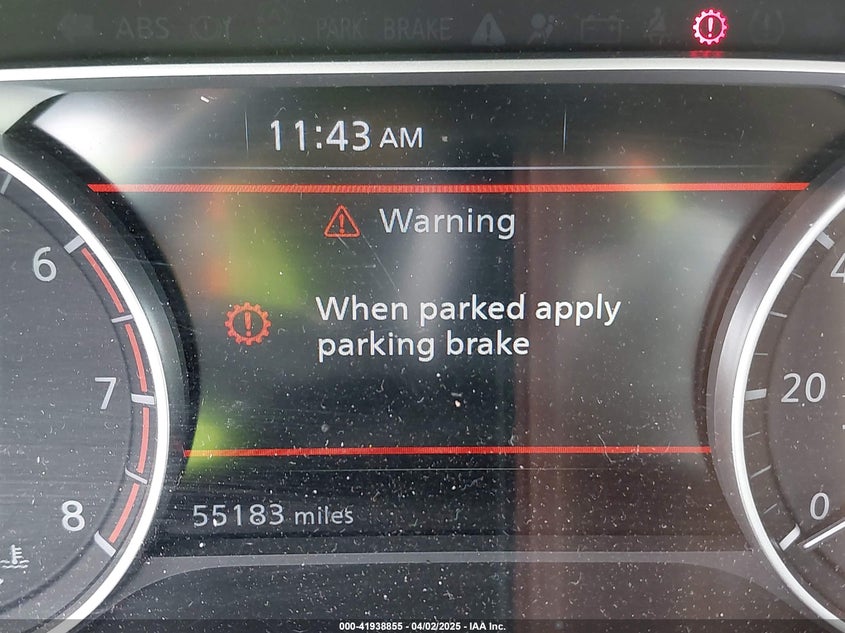 ABS
PARK BRAKE
11:43 AM
Warning
When parked apply
parking brake
6
7
8
20
0
4
55183 miles
000-41938855 - 04/02/2025 - IAA Inc.